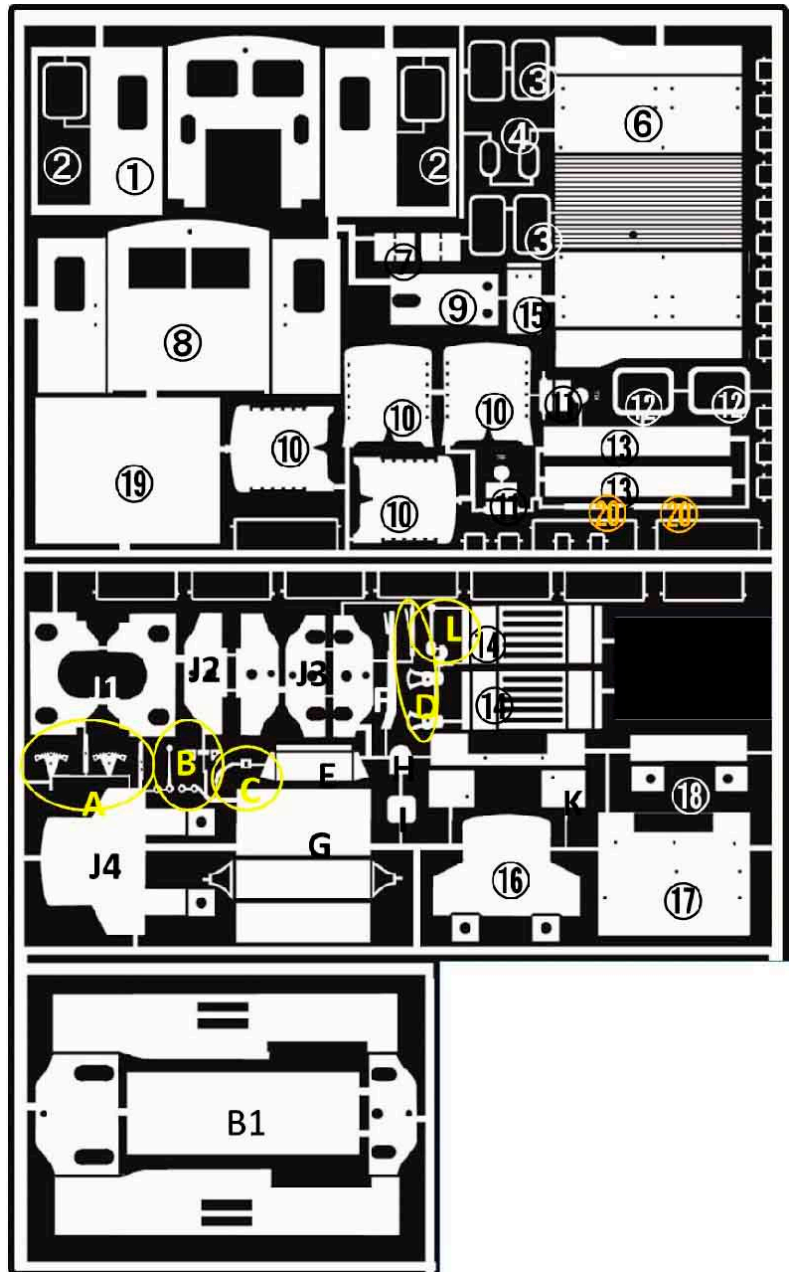 ③
④
⑥
②
①
②
③
⑦
⑨
⑮
⑧
⑩
⑩
⑪
⑫
⑫
⑩
⑬
⑲
⑬
⑩
⑪
⑳
⑳
L
⑭
J2
J3
J1
F
D
⑭
B
H
C
E
A
I
K
⑱
G
J4
⑯
⑰
B1